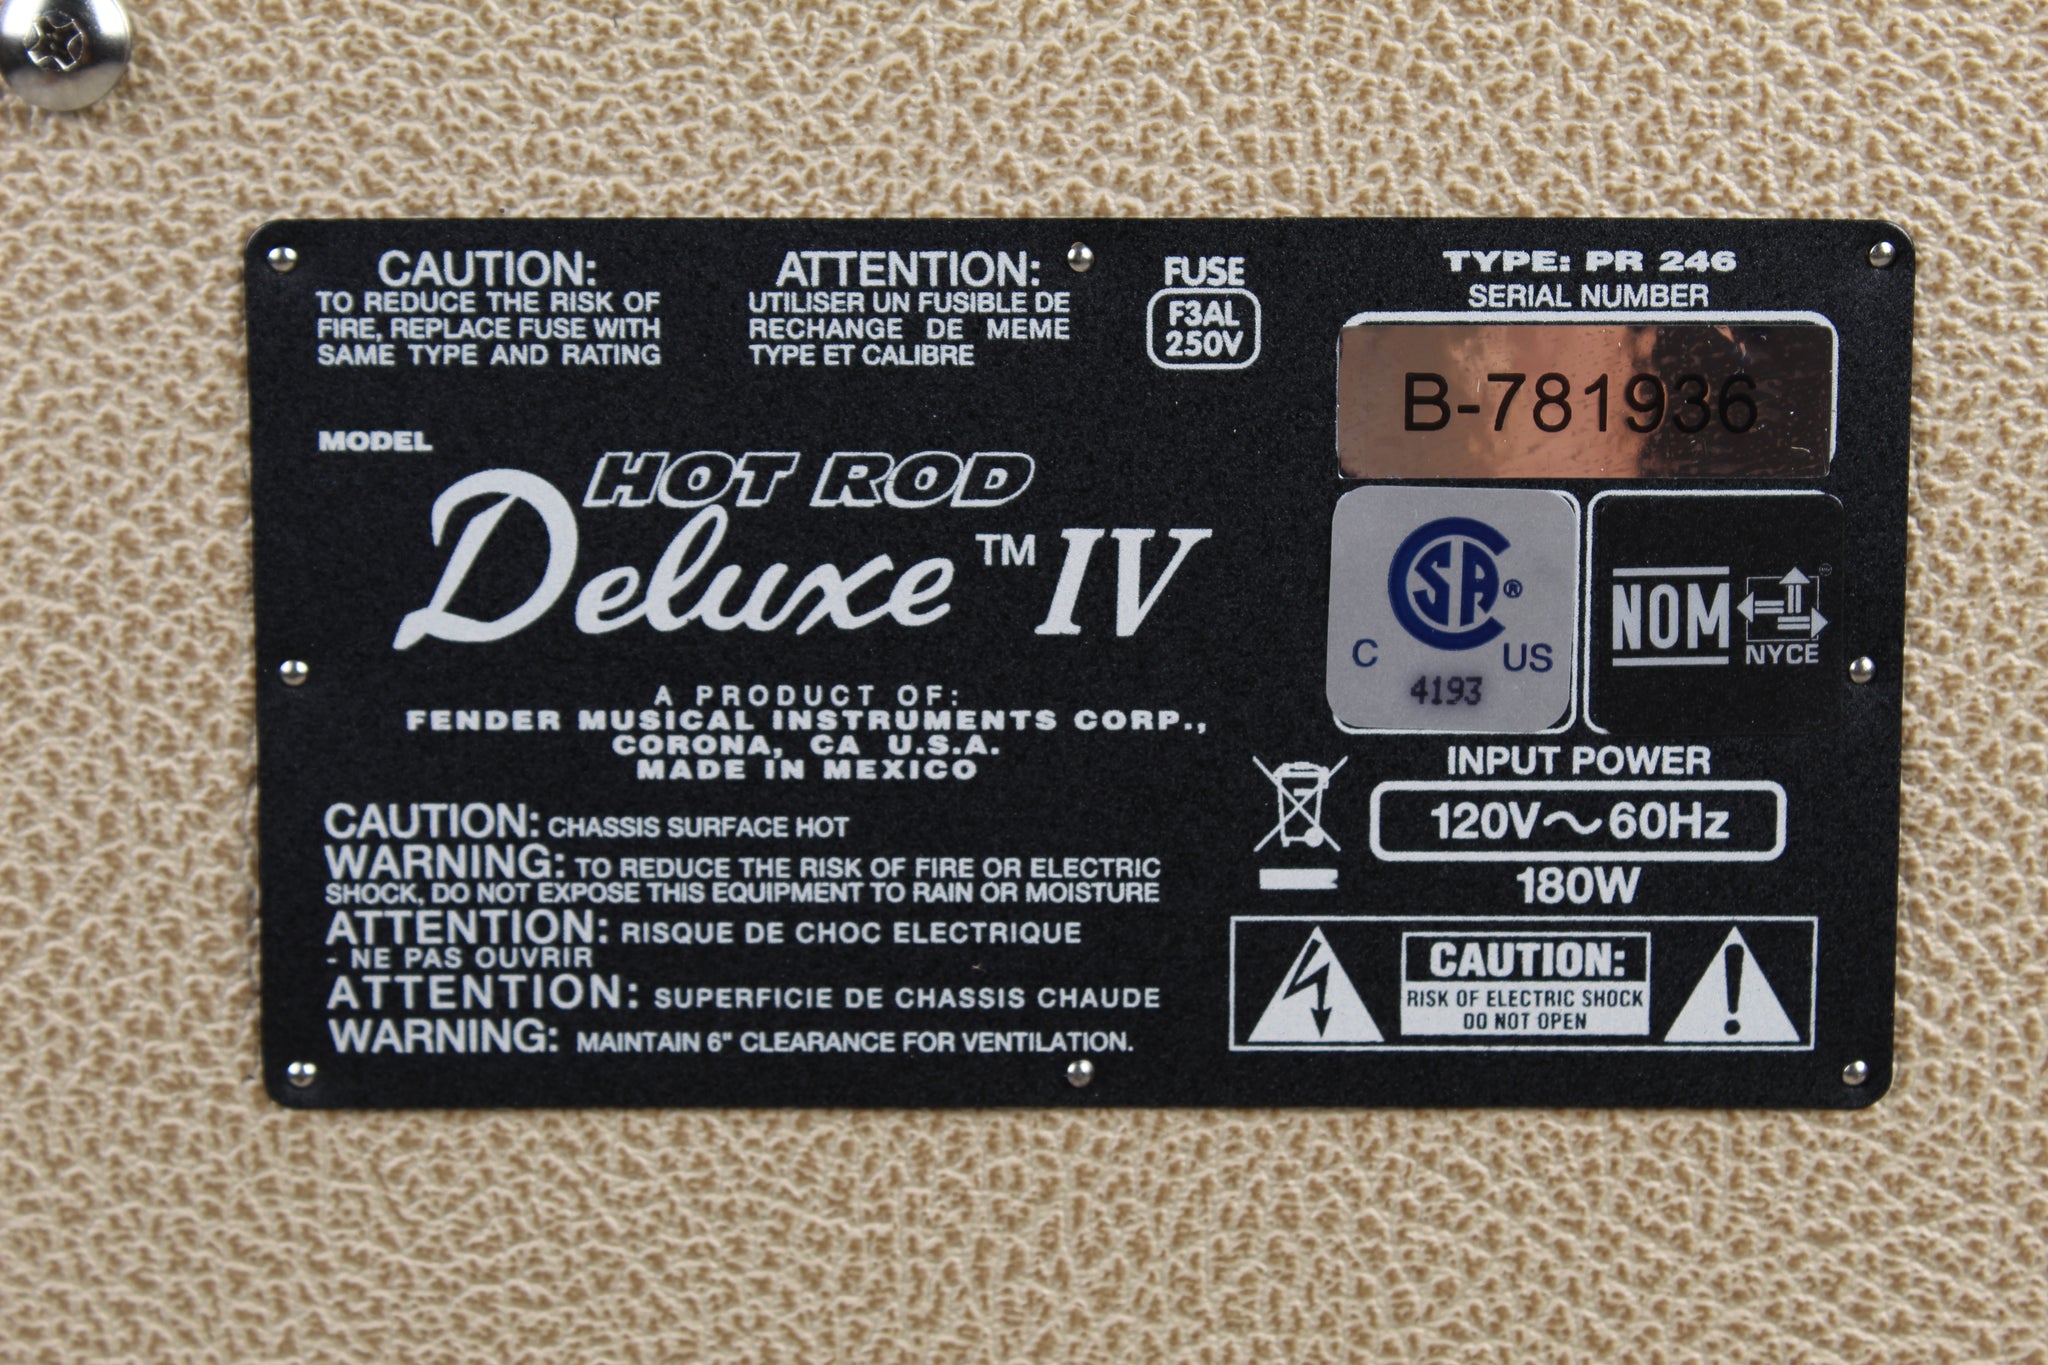 CAUTION:
TO REDUCE THE RISK OF
FIRE, REPLACE FUSE WITH
SAME TYPE AND RATING
ATTENTION:
UTILISER UN FUSIBLE DE
RECHANGE DE MEME
TYPE ET CALIBRE
FUSE
F3AL
250V
TYPE: PR 246
SERIAL NUMBER
B-781936
MODEL
HOT ROD
Deluxe™ IV
A PRODUCT OF:
FENDER MUSICAL INSTRUMENTS CORP.,
CORONA, CA U.S.A.
MADE IN MEXICO
CSA®
C US
4193
NOM
NYCE
INPUT POWER
120V~60Hz
180W
CAUTION: CHASSIS SURFACE HOT
WARNING: TO REDUCE THE RISK OF FIRE OR ELECTRIC
SHOCK, DO NOT EXPOSE THIS EQUIPMENT TO RAIN OR MOISTURE
ATTENTION: RISQUE DE CHOC ELECTRIQUE
- NE PAS OUVRIR
ATTENTION: SUPERFICIE DE CHASSIS CHAUDE
WARNING: MAINTAIN 6" CLEARANCE FOR VENTILATION.
CAUTION:
RISK OF ELECTRIC SHOCK
DO NOT OPEN